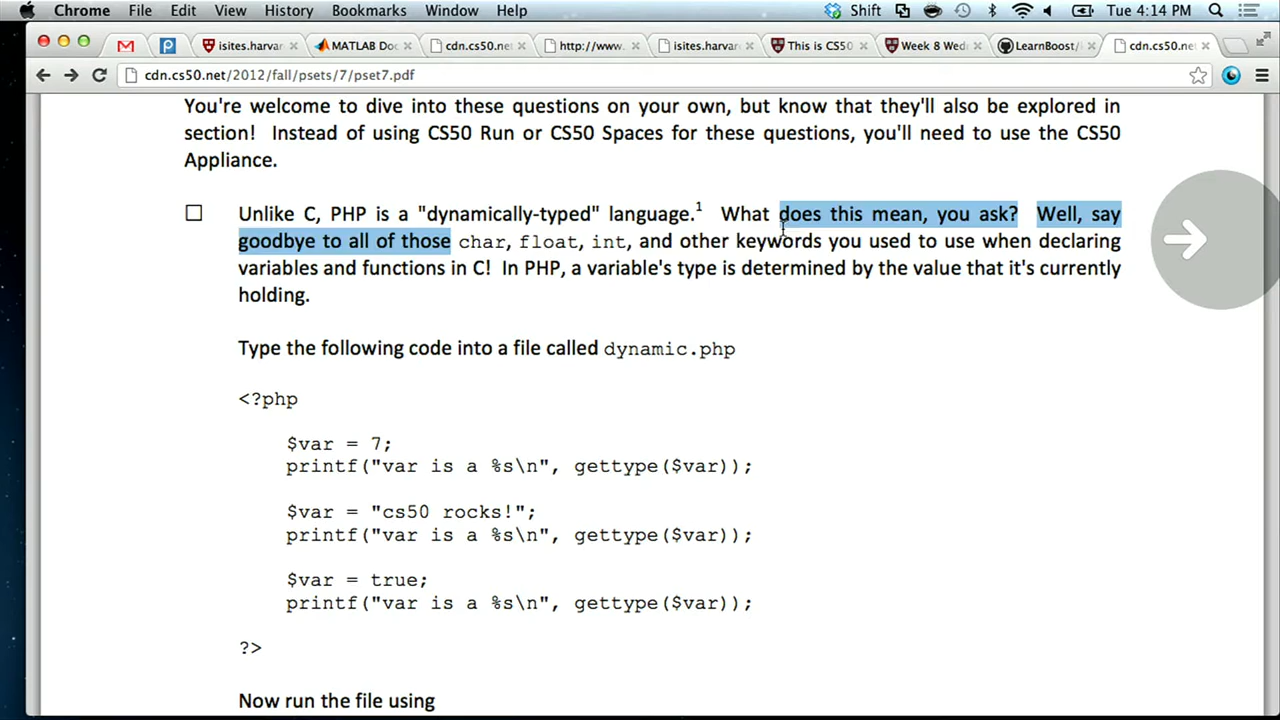 Chrome File Edit View History Bookmarks Window Help Shift Tue 4:14 PM
isites.harvar MATLAB Doc cdn.cs50.ne http://www. isites.harvar This is CS50 Week 8 Wed LearnBoost/ cdn.cs50.ne
cdn.cs50.net/2012/fall/psets/7/pset7.pdf
You're welcome to dive into these questions on your own, but know that they'll also be explored in
section! Instead of using CS50 Run or CS50 Spaces for these questions, you'll need to use the CS50
Appliance.
Unlike C, PHP is a "dynamically-typed" language.1 What does this mean, you ask? Well, say
goodbye to all of those char, float, int, and other keywords you used to use when declaring
variables and functions in C! In PHP, a variable's type is determined by the value that it's currently
holding.
Type the following code into a file called dynamic.php
<?php
$var = 7;
printf("var is a %s\n", gettype($var));
$var = "cs50 rocks!";
printf("var is a %s\n", gettype($var));
$var = true;
printf("var is a %s\n", gettype($var));
?>
Now run the file using